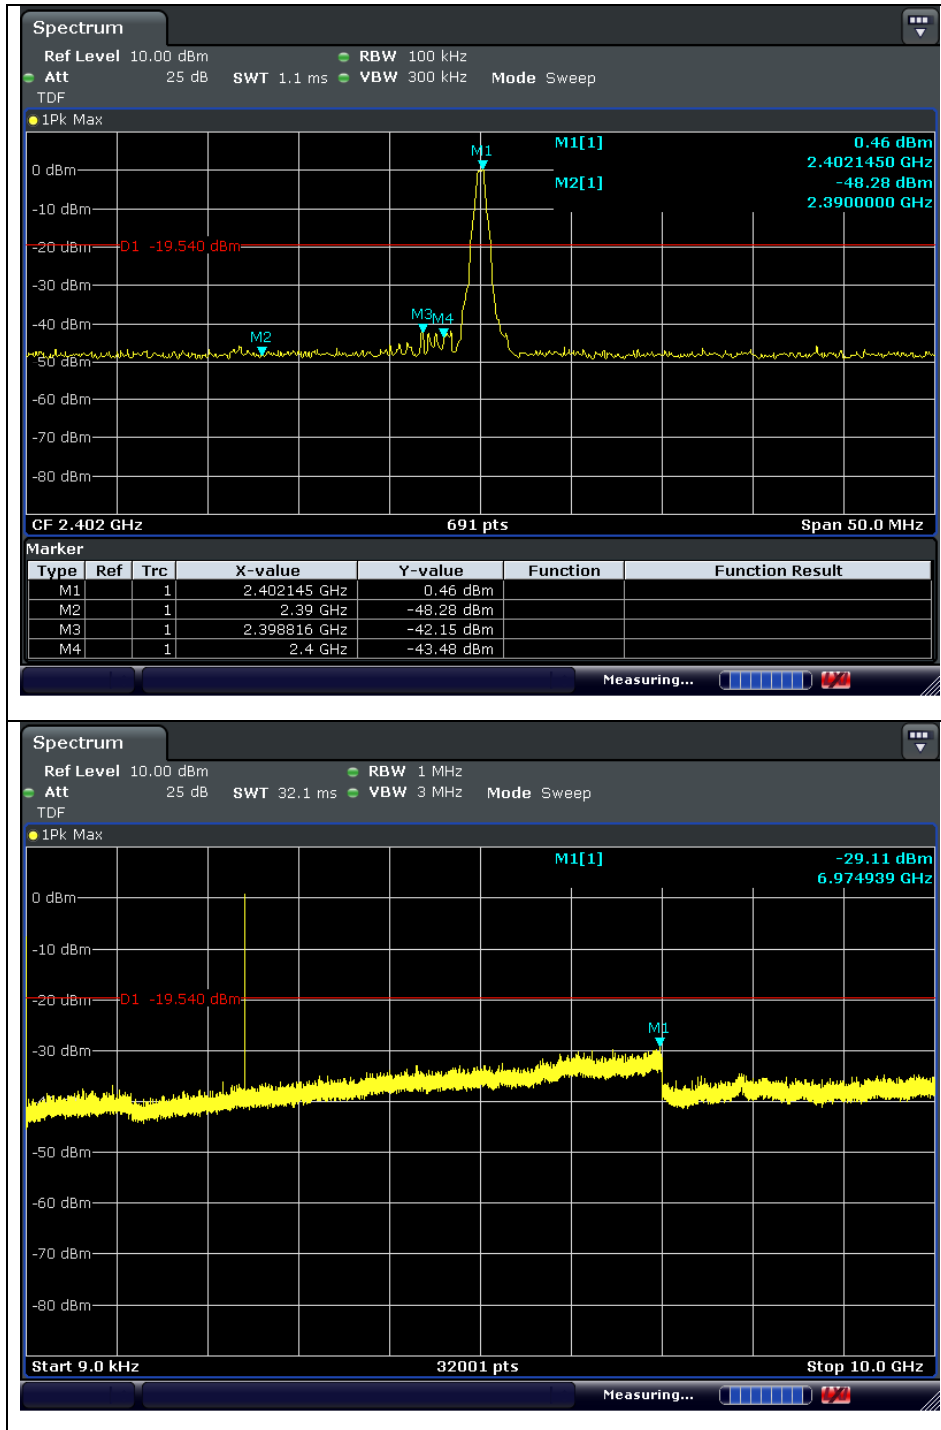 Spectrum
Ref Level 10.00 dBm RBW 100 kHz
Att 25 dB SWT 1.1 ms VBW 300 kHz Mode Sweep
TDF
1Pk Max
M1[1] 0.46 dBm
2.4021450 GHz
M2[1] -48.28 dBm
2.3900000 GHz
M1
0 dBm
-10 dBm
-20 dBm D1 -19.540 dBm
-30 dBm
-40 dBm
M3 M4
M2
-50 dBm
-60 dBm
-70 dBm
-80 dBm
CF 2.402 GHz 691 pts Span 50.0 MHz
Marker
Type Ref Trc X-value Y-value Function Function Result
M1 1 2.402145 GHz 0.46 dBm
M2 1 2.39 GHz -48.28 dBm
M3 1 2.398816 GHz -42.15 dBm
M4 1 2.4 GHz -43.48 dBm
Measuring...
Spectrum
Ref Level 10.00 dBm RBW 1 MHz
Att 25 dB SWT 32.1 ms VBW 3 MHz Mode Sweep
TDF
1Pk Max
M1[1] -29.11 dBm
6.974939 GHz
0 dBm
-10 dBm
-20 dBm D1 -19.540 dBm
M1
-30 dBm
-50 dBm
-60 dBm
-70 dBm
-80 dBm
Start 9.0 kHz 32001 pts Stop 10.0 GHz
Measuring...